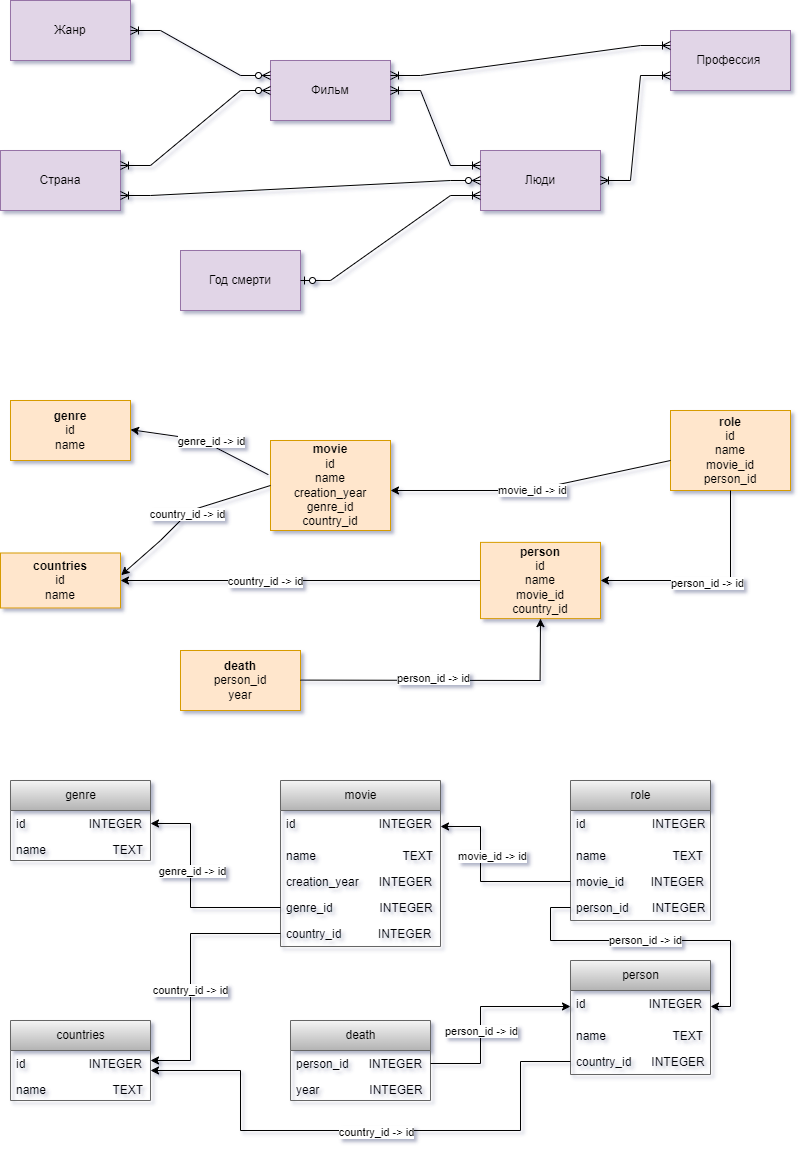 Жанр
Фильм
Профессия
Страна
Люди
Год смерти
genre
id
name
genre_id -> id
movie
id
name
creation_year
genre_id
country_id
role
id
name
movie_id
person_id
movie_id -> id
country_id -> id
countries
id
name
country_id -> id
person
id
name
movie_id
country_id
person_id -> id
death
person_id
year
person_id -> id
genre
id INTEGER
name TEXT
genre_id -> id
movie
id INTEGER
name TEXT
creation_year INTEGER
genre_id INTEGER
country_id INTEGER
movie_id -> id
role
id INTEGER
name TEXT
movie_id INTEGER
person_id INTEGER
person_id -> id
country_id -> id
person
id INTEGER
name TEXT
country_id INTEGER
countries
id INTEGER
name TEXT
death
person_id INTEGER
year INTEGER
person_id -> id
country_id -> id